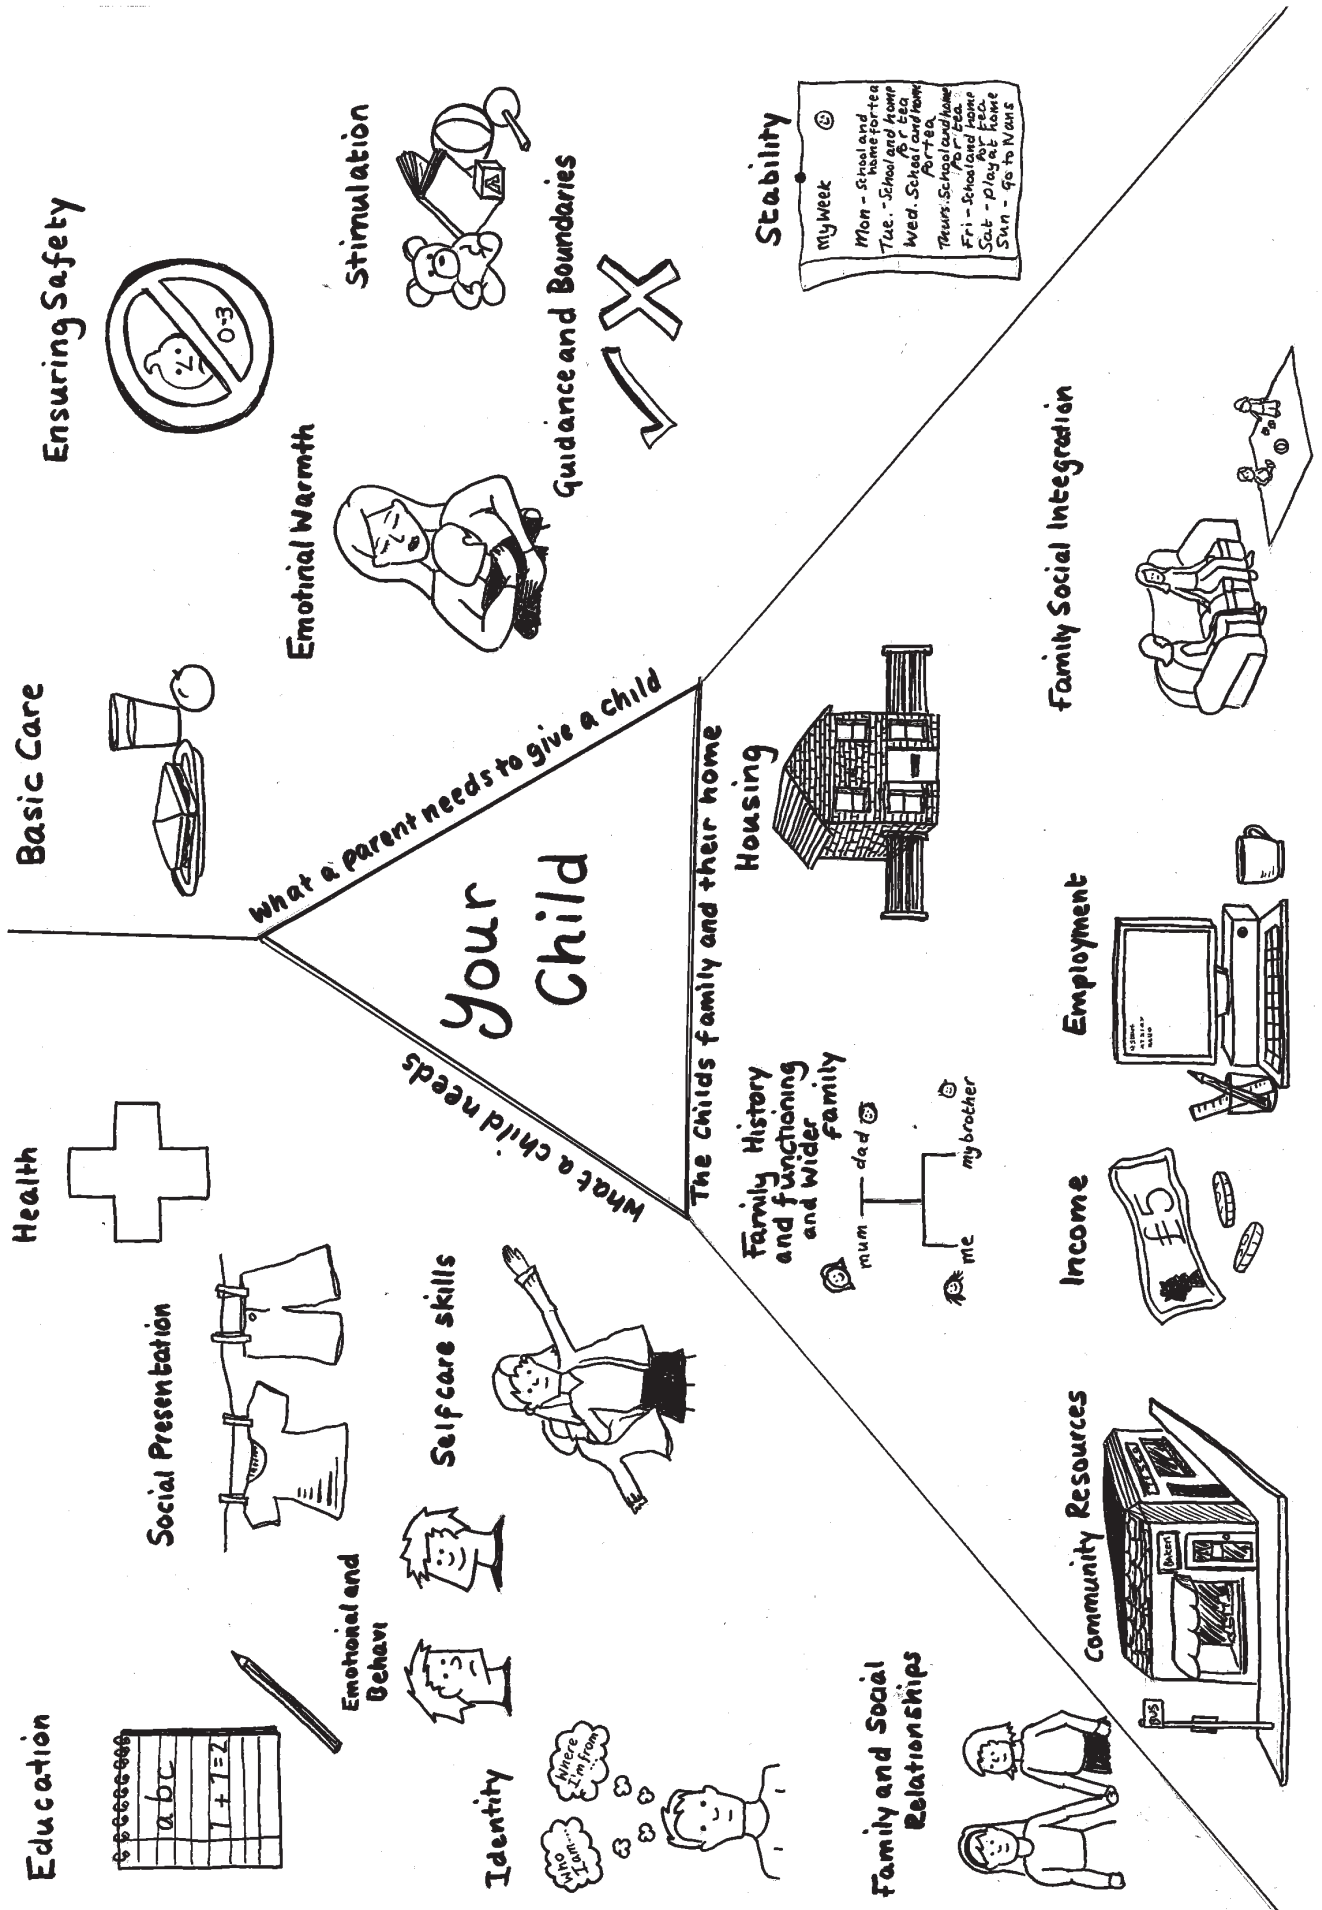 Education
abc
1+1=2
Social Presentation
Health
Emotional and
Behavi
Selfcare skills
Identity
Who
I am....
Where
I'm from
...
Family and Social
Relationships
What a child needs
Your
Child
What a parent needs to give a child
The Childs family and their home
Basic Care
Ensuring Safety
0-3
Emotinial Warmth
Stimulation
Guidance and Boundaries
Stability
My Week
Mon - School and
home for tea
Tue. - School and home
for tea
Wed. School and home
for tea
Thurs. School and home
for tea
Fri - School and home
for tea
Sat - play at home
Sun - Go to Nans
Family History
and functioning
and wider
family
mum
dad
me
my brother
Housing
Community Resources
BUS
Income
£5
Employment
Family Social Integration